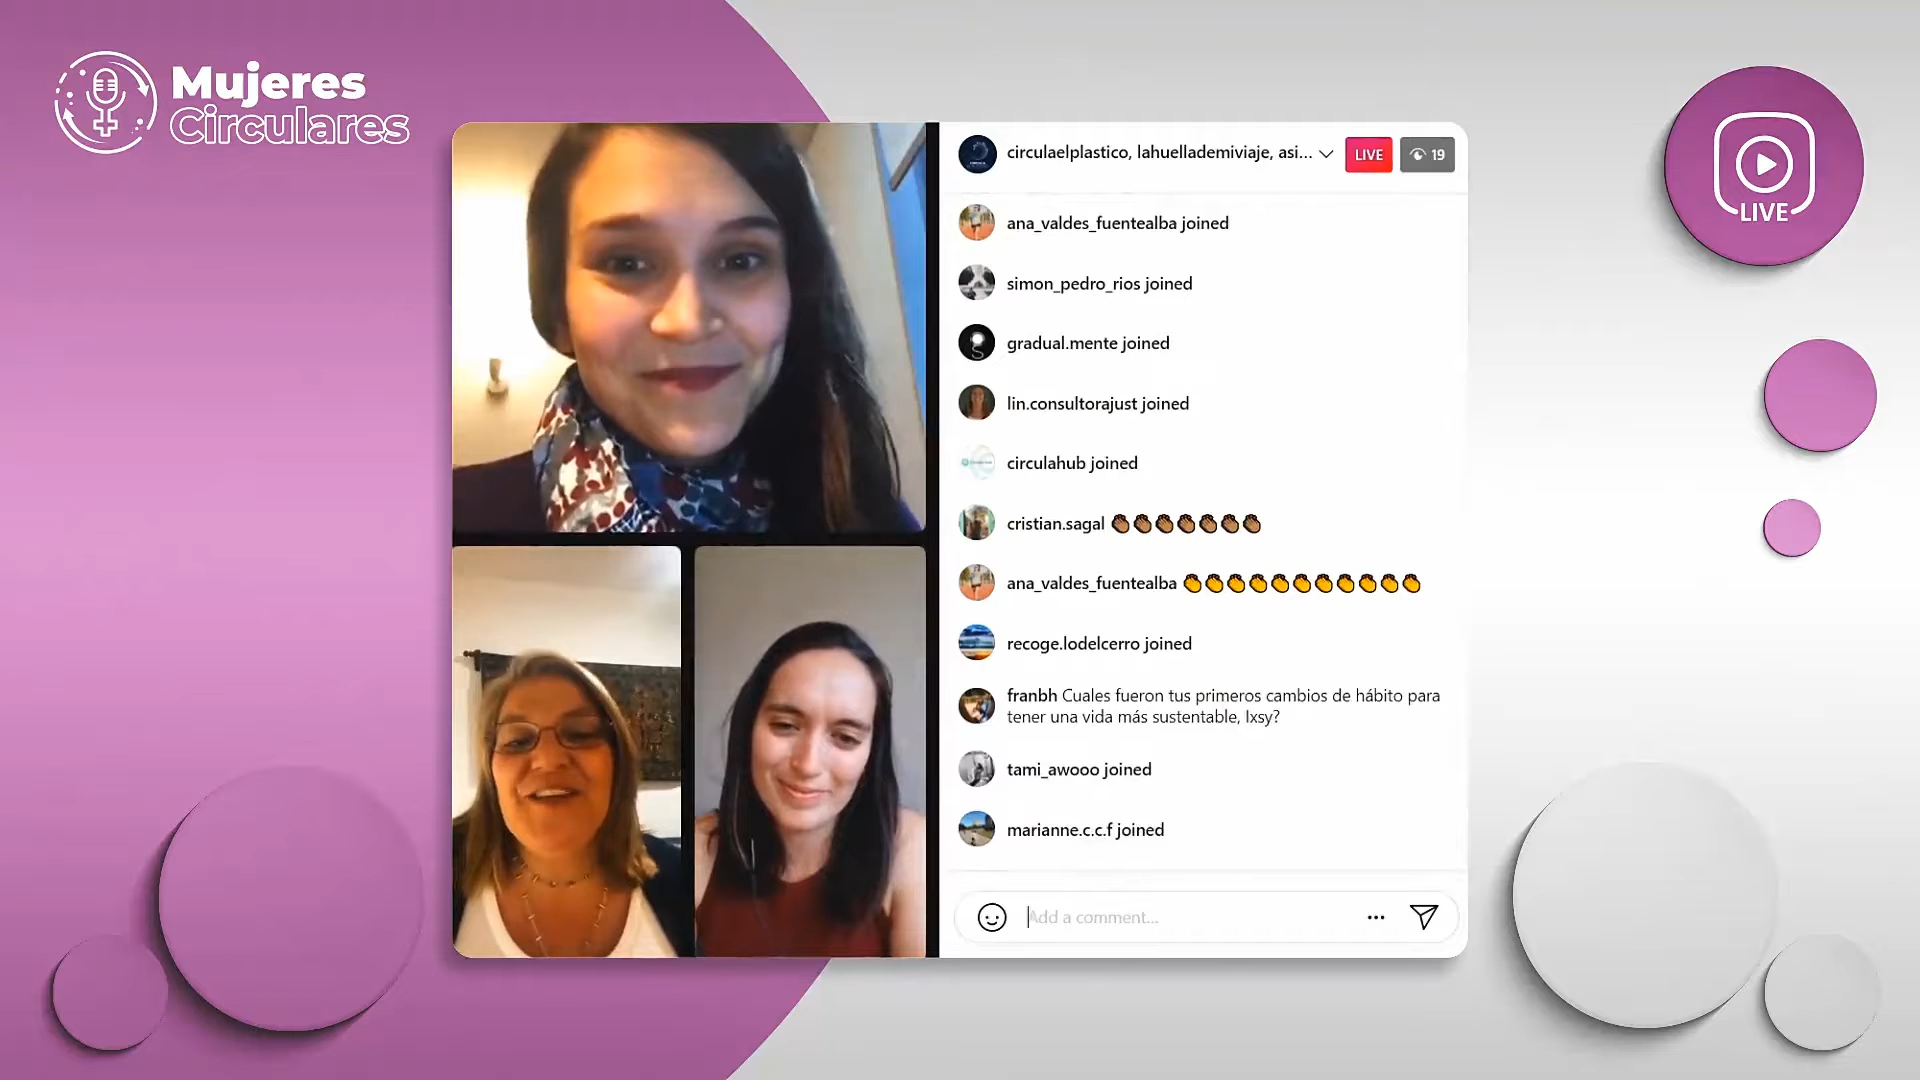 Mujeres
Circulares
circulaelplastico, lahuellademiviaje, asi...
LIVE
19
LIVE
ana_valdes_fuentealba joined
simon_pedro_rios joined
gradual.mente joined
lin.consultorajust joined
circulahub joined
cristian.sagal 👏🏽👏🏽👏🏽👏🏽👏🏽👏🏽👏🏽
ana_valdes_fuentealba 👏👏👏👏👏👏👏👏👏👏👏
recoge.lodelcerro joined
franbh Cuales fueron tus primeros cambios de hábito para
tener una vida más sustentable, Ixsy?
tami_awooo joined
marianne.c.c.f joined
Add a comment...